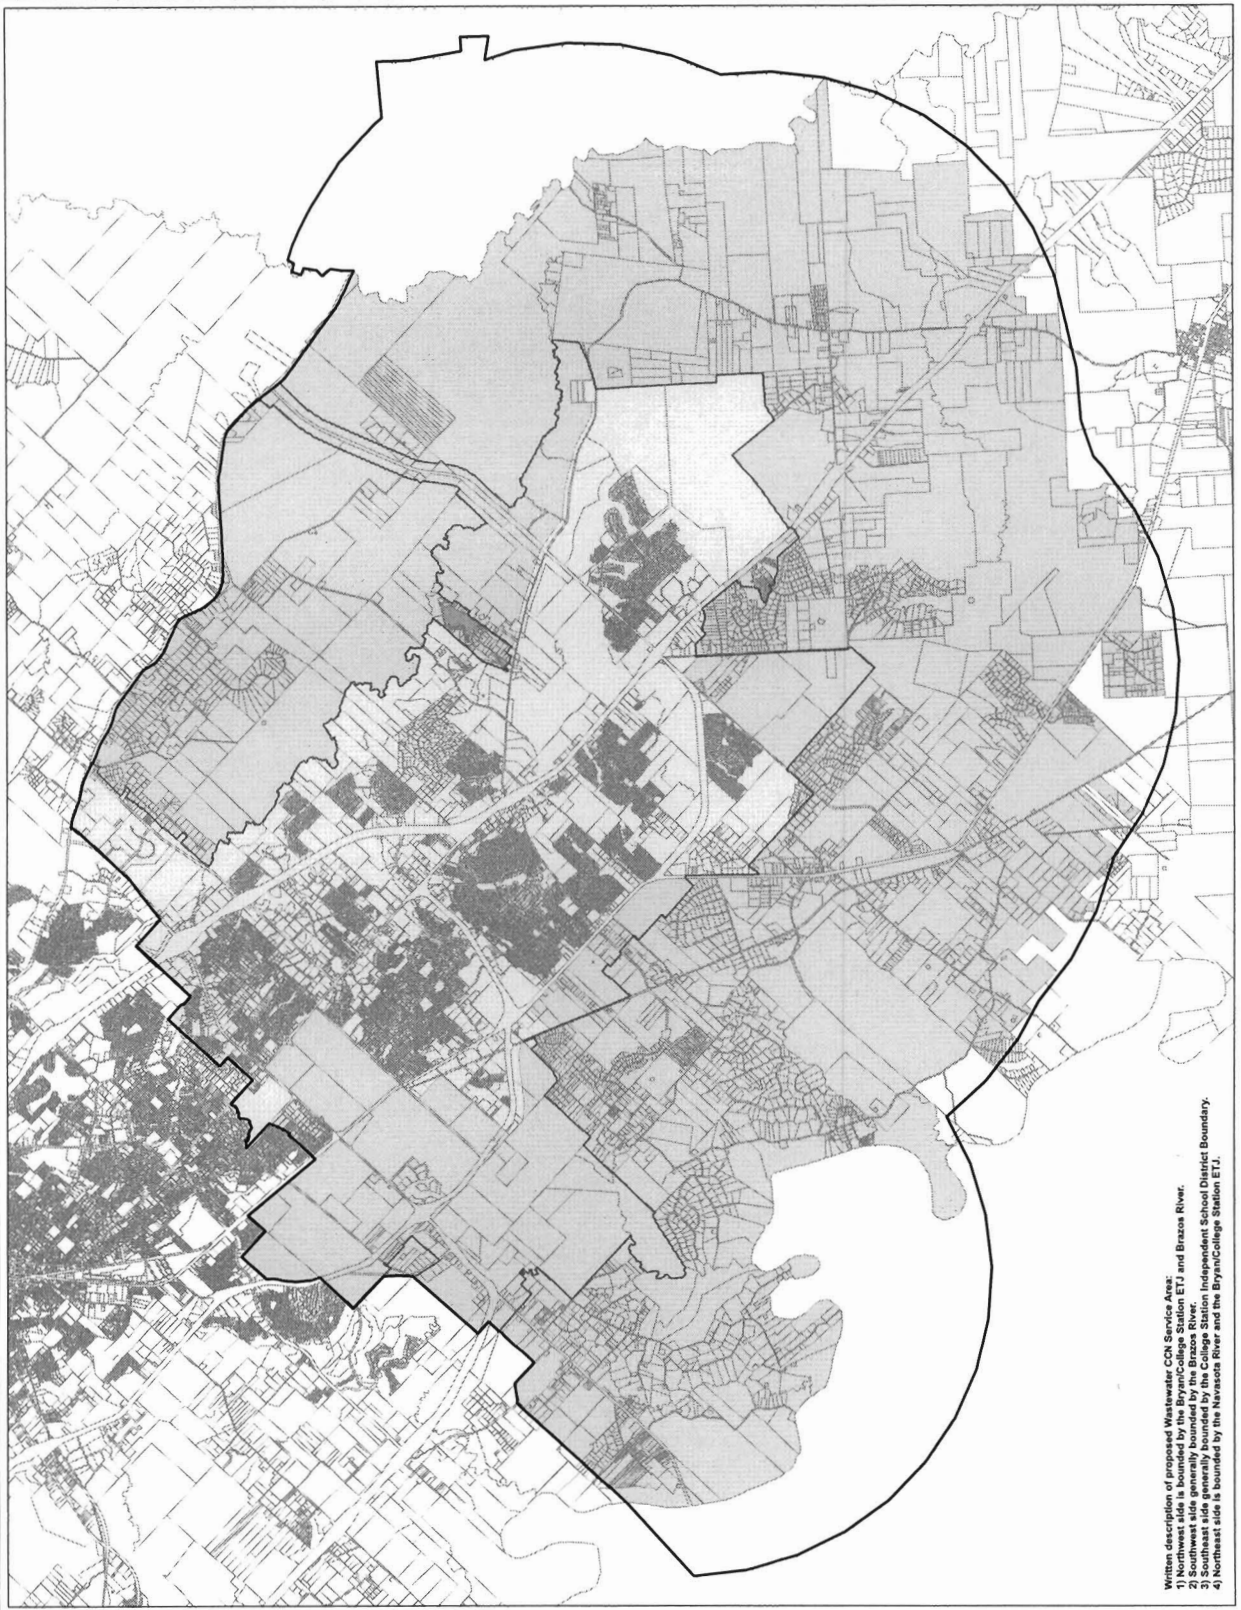 Written description of proposed Wastewater CCN Service Area:
1) Northwest side is bounded by the Bryan/College Station ETJ and Brazos River.
2) Southwest side generally bounded by the Brazos River.
3) Southeast side generally bounded by the College Station Independent School District Boundary.
4) Northeast side is bounded by the Navasota River and the Bryan/College Station ETJ.